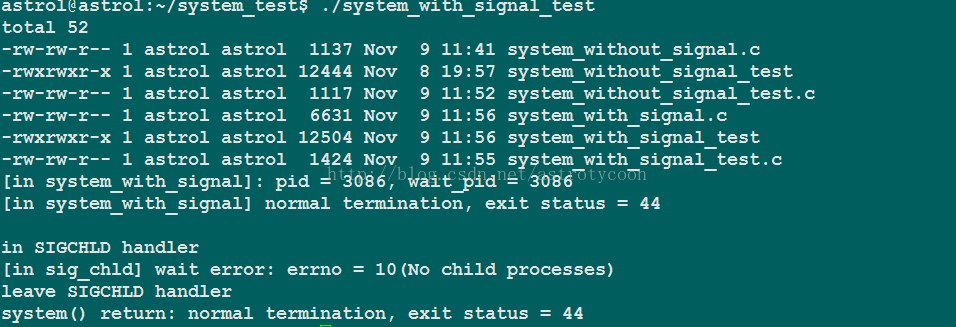 astrol@astrol:~/system_test$ ./system_with_signal_test
total 52
-rw-rw-r-- 1 astrol astrol  1137 Nov  9 11:41 system_without_signal.c
-rwxrwxr-x 1 astrol astrol 12444 Nov  8 19:57 system_without_signal_test
-rw-rw-r-- 1 astrol astrol  1117 Nov  9 11:52 system_without_signal_test.c
-rw-rw-r-- 1 astrol astrol  6631 Nov  9 11:56 system_with_signal.c
-rwxrwxr-x 1 astrol astrol 12504 Nov  9 11:56 system_with_signal_test
-rw-rw-r-- 1 astrol astrol  1424 Nov  9 11:55 system_with_signal_test.c
http://blog.csdn.net/astrotycoon
[in system_with_signal]: pid = 3086, wait_pid = 3086
[in system_with_signal] normal termination, exit status = 44
in SIGCHLD handler
[in sig_chld] wait error: errno = 10(No child processes)
leave SIGCHLD handler
system() return: normal termination, exit status = 44